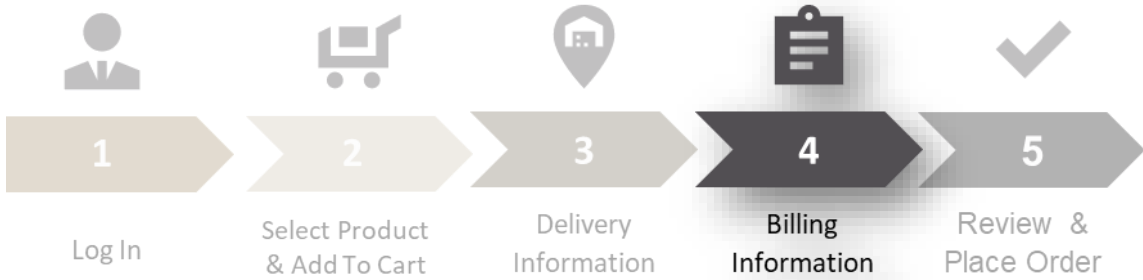 1
2
3
4
5
Log In
Select Product
& Add To Cart
Delivery
Information
Billing
Information
Review &
Place Order